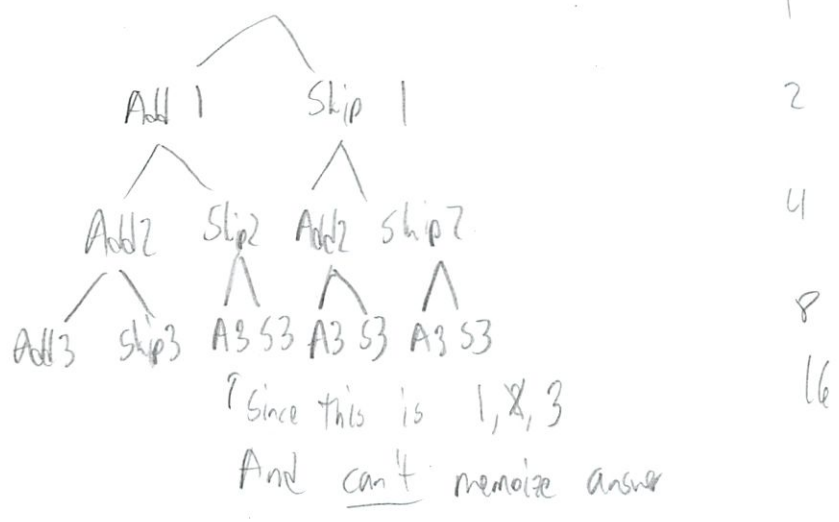 1
Add 1 Skip 1 2
Add2 Skip2 Add2 Skip2 4
8
Add3 Skip3 A3 S3 A3 S3 A3 S3
16
↑ Since this is 1, 2, 3
And can't memoize answer